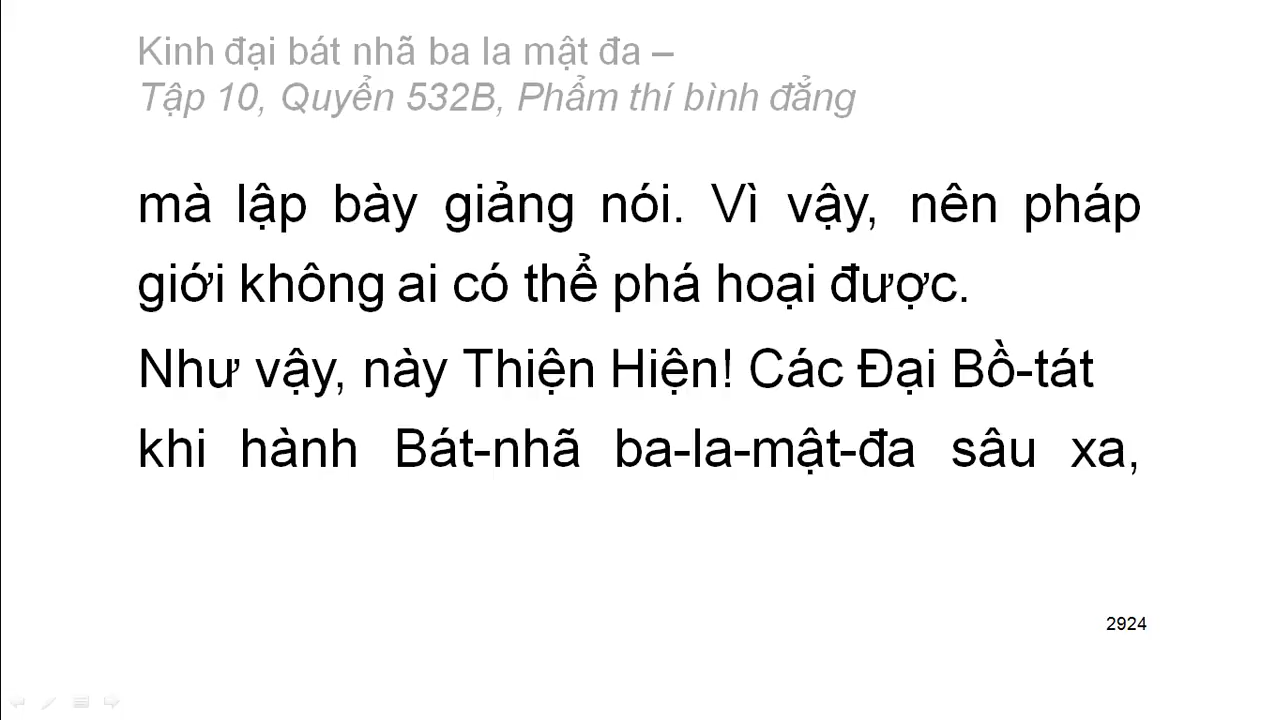 Kinh đại bát nhã ba la mật đa –
Tập 10, Quyển 532B, Phẩm thí bình đẳng
mà lập bày giảng nói. Vì vậy, nên pháp
giới không ai có thể phá hoại được.
Như vậy, này Thiện Hiện! Các Đại Bồ-tát
khi hành Bát-nhã ba-la-mật-đa sâu xa,
2924